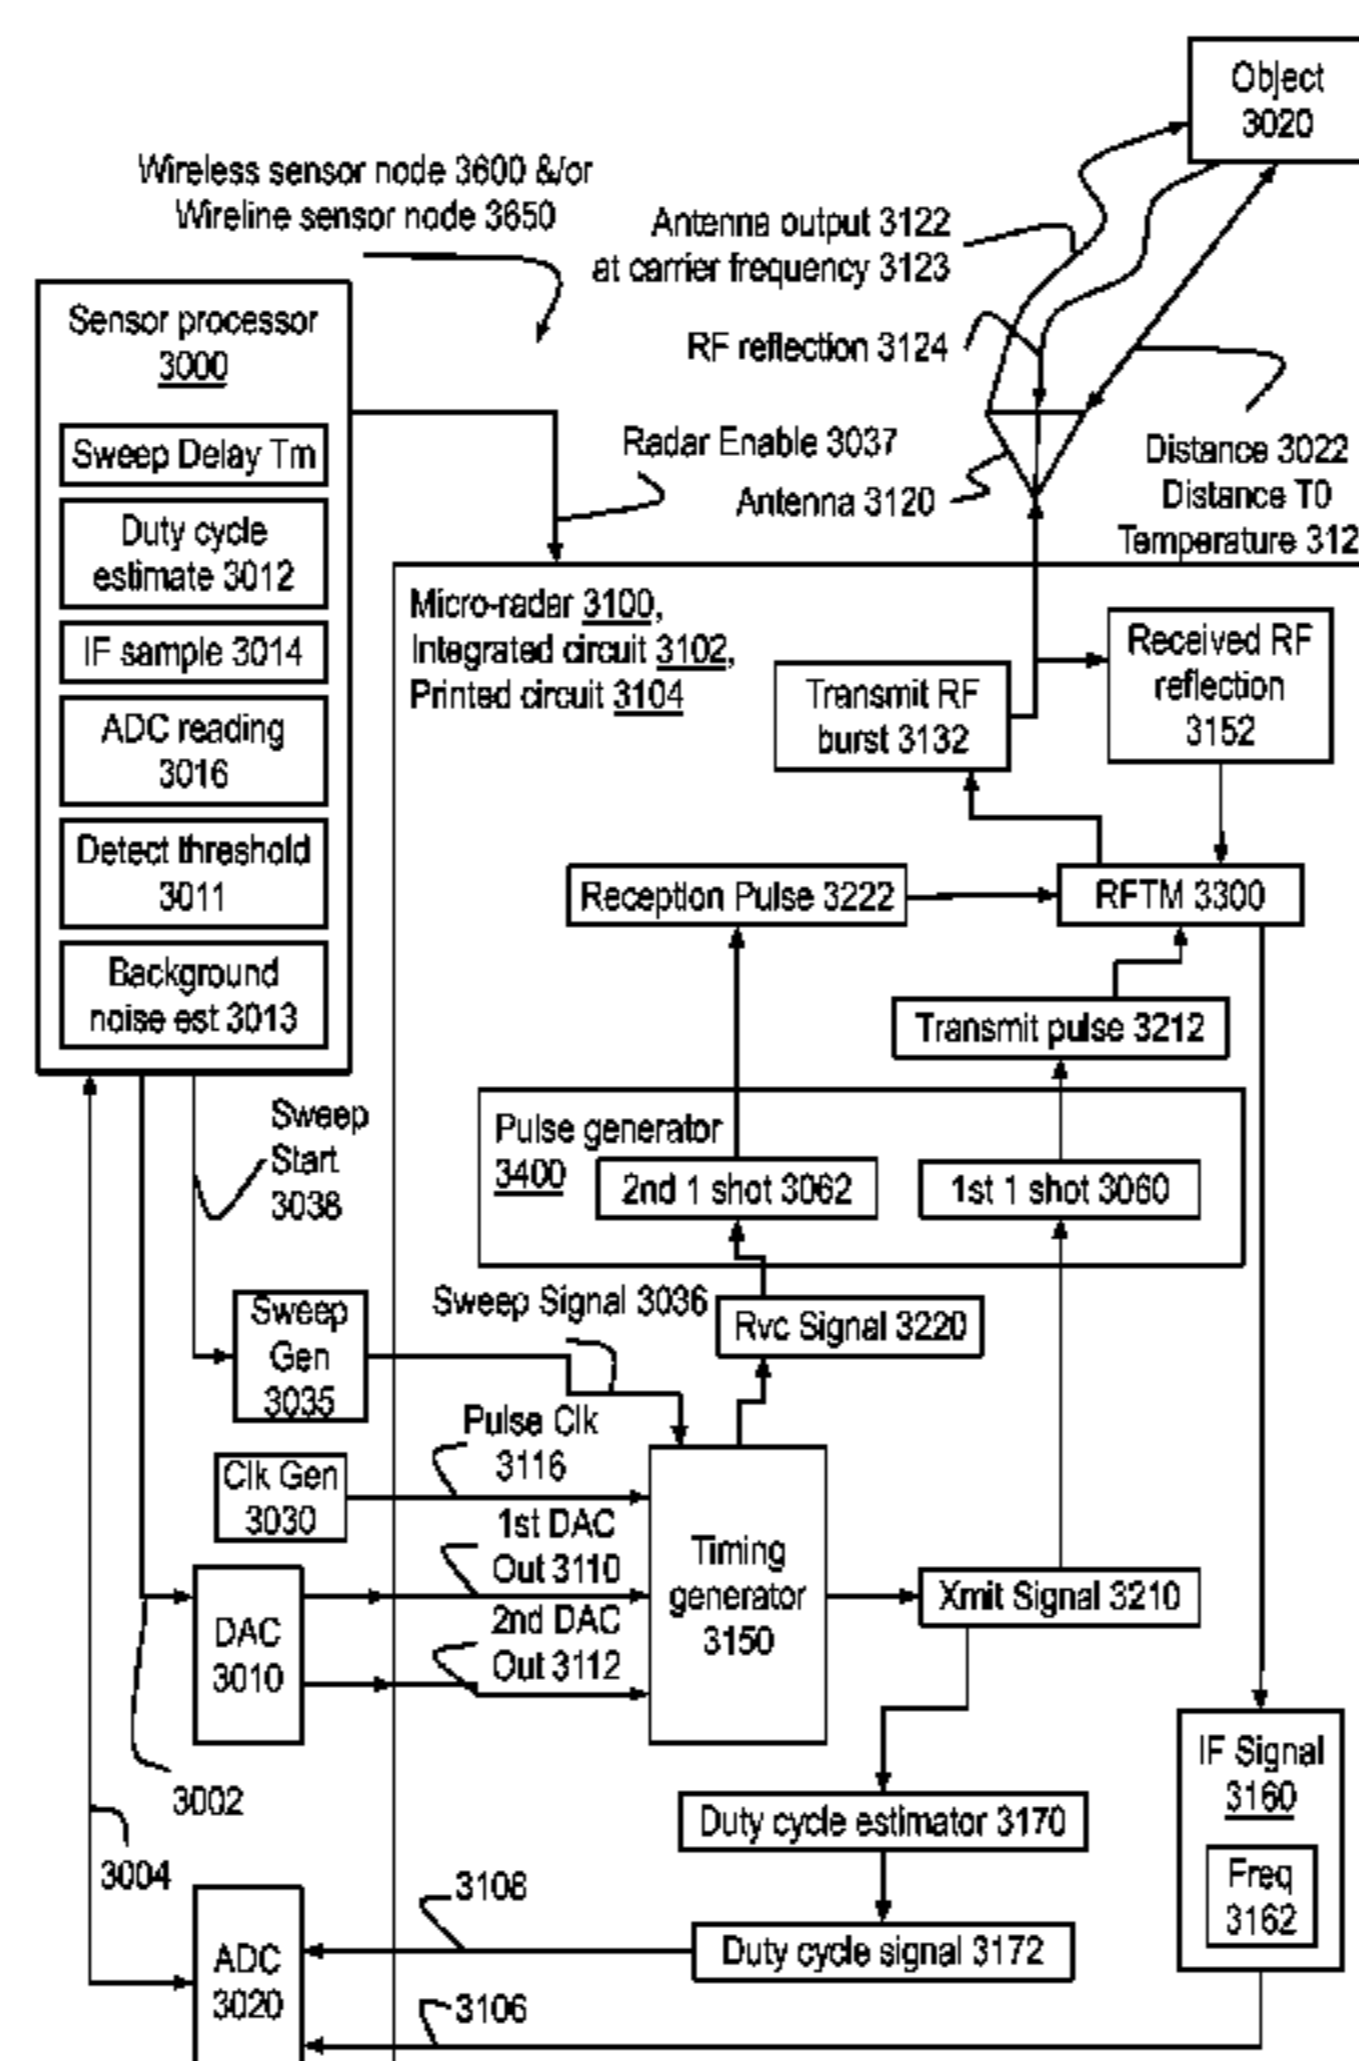 Object
3020
Wireless sensor node 3600 &/or
Wireline sensor node 3650
Antenna output 3122
at carrier frequency 3123
RF reflection 3124
Sensor processor
3000
Sweep Delay Tm
Duty cycle
estimate 3012
IF sample 3014
ADC reading
3016
Detect threshold
3011
Background
noise est 3013
Radar Enable 3037
Antenna 3120
Distance 3022
Distance T0
Temperature 312
Micro-radar 3100,
Integrated circuit 3102,
Printed circuit 3104
Transmit RF
burst 3132
Received RF
reflection
3152
Reception Pulse 3222
RFTM 3300
Transmit pulse 3212
Pulse generator
3400
2nd 1 shot 3062
1st 1 shot 3060
Sweep
Start
3038
Sweep Signal 3036
Rvc Signal 3220
Sweep
Gen
3035
Pulse Clk
3116
Clk Gen
3030
1st DAC
Out 3110
2nd DAC
Out 3112
Timing
generator
3150
Xmit Signal 3210
DAC
3010
3002
3004
IF Signal
3160
Freq
3162
Duty cycle estimator 3170
3108
Duty cycle signal 3172
ADC
3020
3106